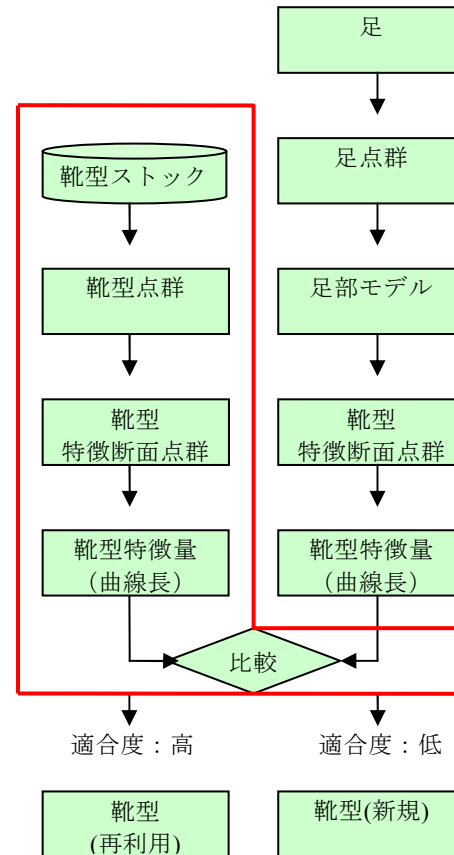 足
足点群
靴型ストック
靴型点群
足部モデル
靴型
特徴断面点群
靴型
特徴断面点群
靴型特徴量
（曲線長）
靴型特徴量
（曲線長）
比較
適合度：高
適合度：低
靴型
(再利用)
靴型(新規)